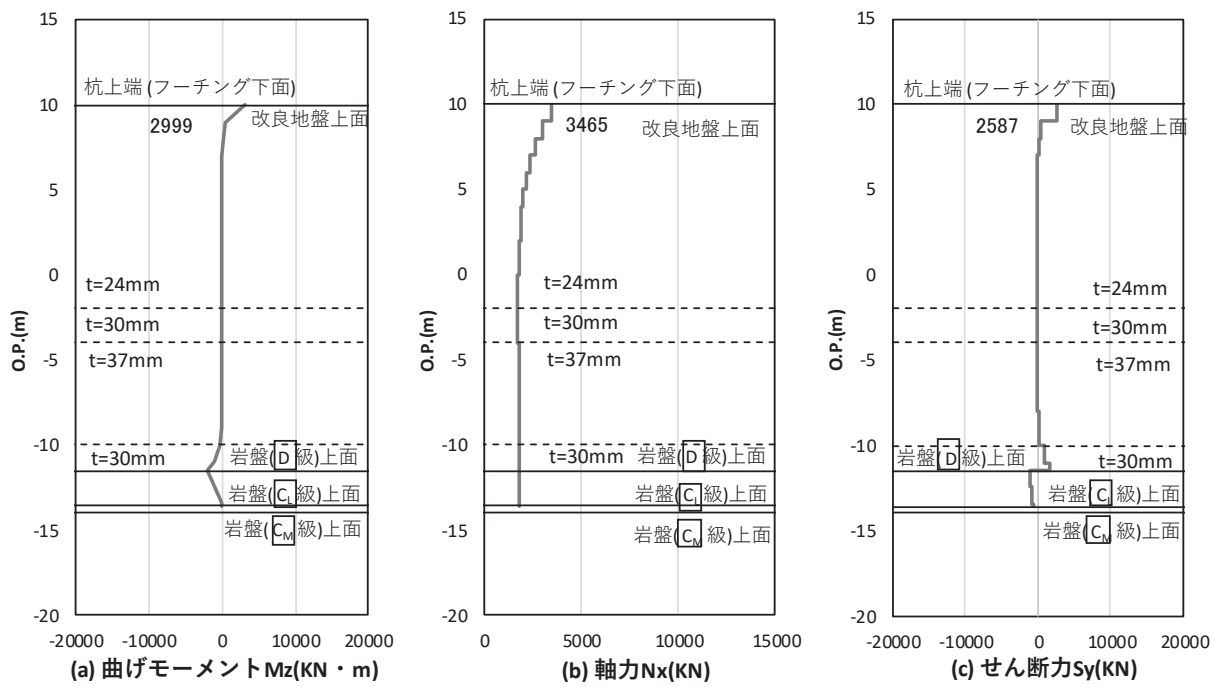 15
10
5
0
-5
-10
-15
-20
O.P.(m)
杭上端 (フーチング下面)
2999
改良地盤上面
t=24mm
t=30mm
t=37mm
t=30mm
岩盤(D級)上面
岩盤(CL級)上面
岩盤(CM級)上面
-20000 -10000 0 10000 20000
(a) 曲げモーメントMz(KN・m)
15
10
5
0
-5
-10
-15
-20
O.P.(m)
杭上端 (フーチング下面)
3465
改良地盤上面
t=24mm
t=30mm
t=37mm
t=30mm
岩盤(D級)上面
岩盤(CL級)上面
岩盤(CM級)上面
0 5000 10000 15000
(b) 軸力Nx(KN)
15
10
5
0
-5
-10
-15
-20
O.P.(m)
杭上端 (フーチング下面)
2587
改良地盤上面
t=24mm
t=30mm
t=37mm
岩盤(D級)上面
t=30mm
岩盤(CL級)上面
岩盤(CM級)上面
-20000 -10000 0 10000 20000
(c) せん断力Sy(KN)